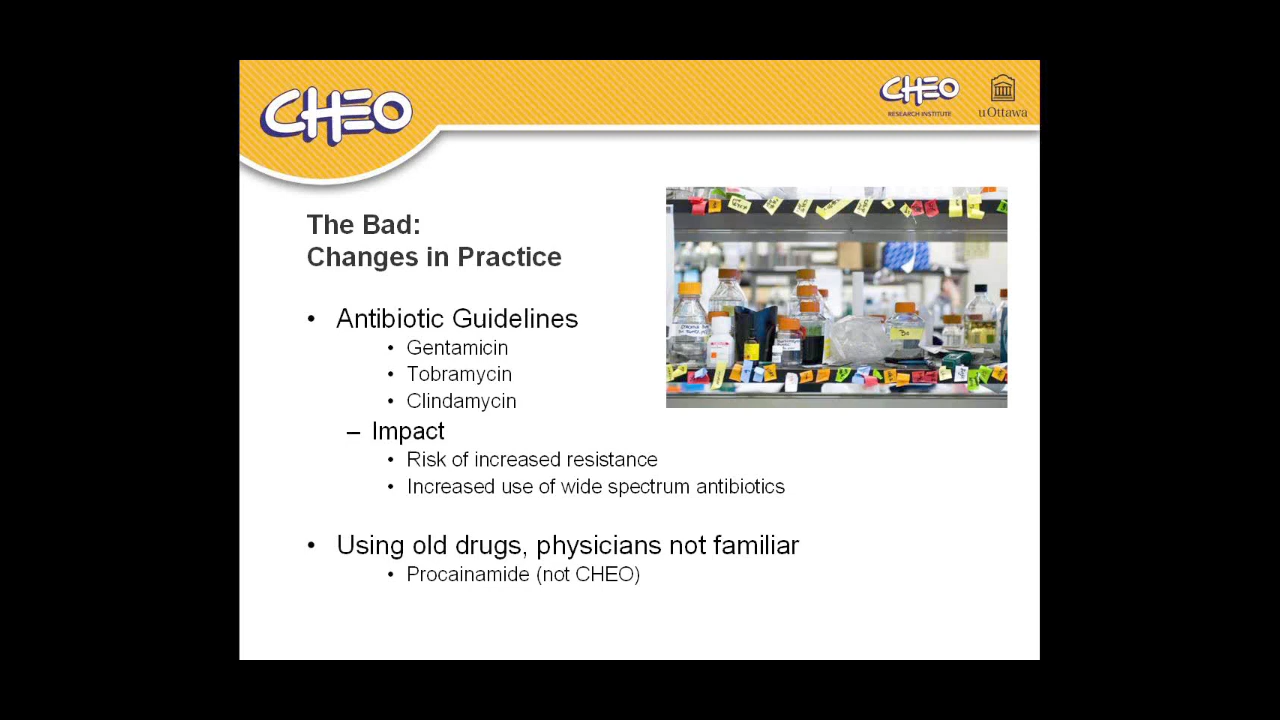 CHEO
CHEO
RESEARCH INSTITUTE
uOttawa
The Bad:
Changes in Practice
• Antibiotic Guidelines
• Gentamicin
• Tobramycin
• Clindamycin
– Impact
• Risk of increased resistance
• Increased use of wide spectrum antibiotics
• Using old drugs, physicians not familiar
• Procainamide (not CHEO)